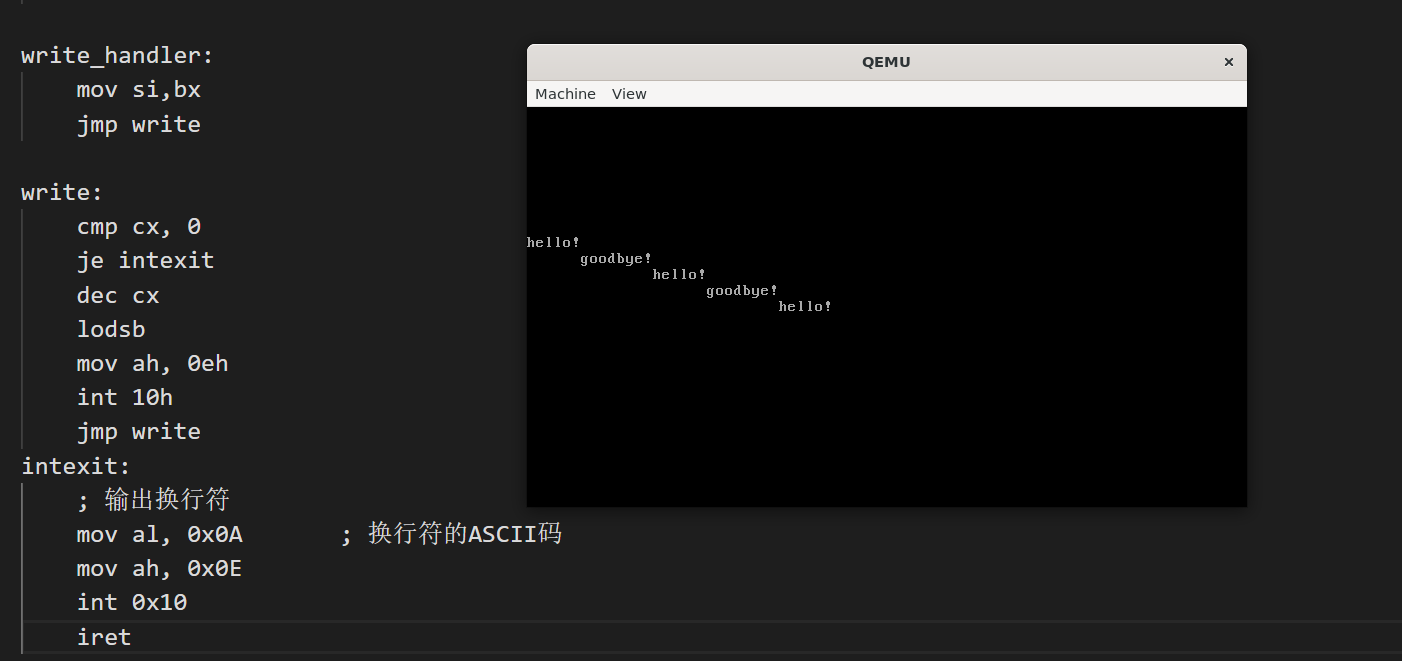 write_handler:
mov si,bx
jmp write
write:
cmp cx, 0
je intexit
dec cx
lodsb
mov ah, 0eh
int 10h
jmp write
intexit:
; 输出换行符
mov al, 0x0A ; 换行符的ASCII码
mov ah, 0x0E
int 0x10
iret
QEMU
×
Machine View
hello!
goodbye!
hello!
goodbye!
hello!